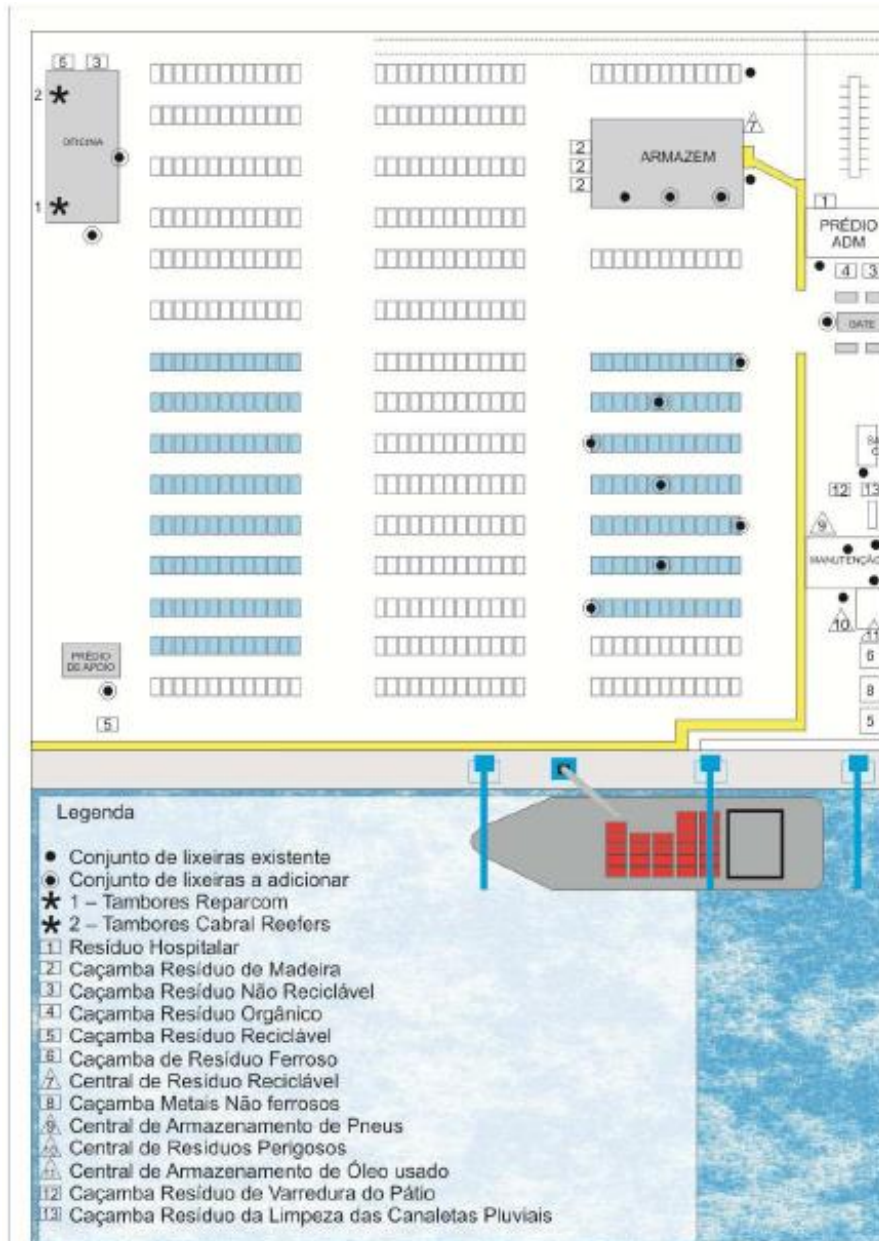 5 3
2
OFICINA
1
7
2
2
2
ARMAZEM
1
PRÉDIO
ADM
4 3
GATE
12 13
9
MANUTENÇÃO
10
11
6
8
5
PRÉDIO
DE APOIO
5
Legenda
Conjunto de lixeiras existente
Conjunto de lixeiras a adicionar
1 – Tambores Reparcom
2 – Tambores Cabral Reefers
1 Resíduo Hospitalar
2 Caçamba Resíduo de Madeira
3 Caçamba Resíduo Não Reciclável
4 Caçamba Resíduo Orgânico
5 Caçamba Resíduo Reciclável
6 Caçamba de Resíduo Ferroso
7 Central de Resíduo Reciclável
8 Caçamba Metais Não ferrosos
9 Central de Armazenamento de Pneus
10 Central de Resíduos Perigosos
11 Central de Armazenamento de Óleo usado
12 Caçamba Resíduo de Varredura do Pátio
13 Caçamba Resíduo da Limpeza das Canaletas Pluviais